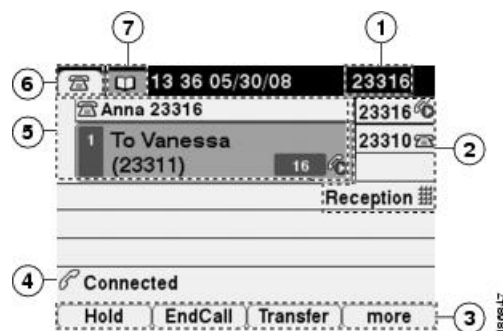 7
1
6
13 36 05/30/08
23316
Anna 23316
23316
5
1
To Vanessa
(23311)
16
23310
2
Reception
4
Connected
Hold
EndCall
Transfer
more
3